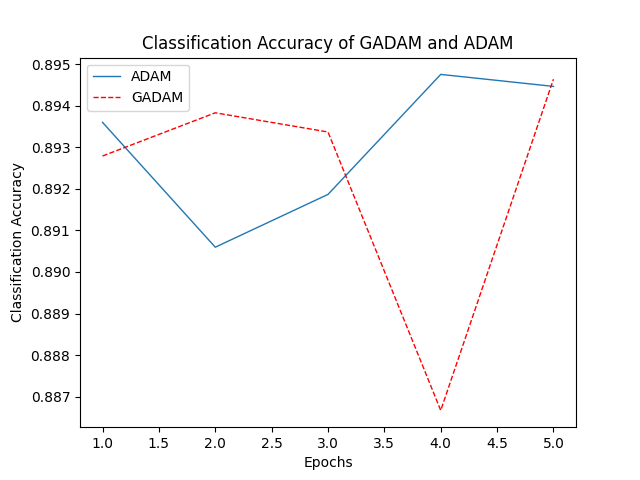 Classification Accuracy of GADAM and ADAM
ADAM
GADAM
Classification Accuracy
0.895
0.894
0.893
0.892
0.891
0.890
0.889
0.888
0.887
1.0 1.5 2.0 2.5 3.0 3.5 4.0 4.5 5.0
Epochs